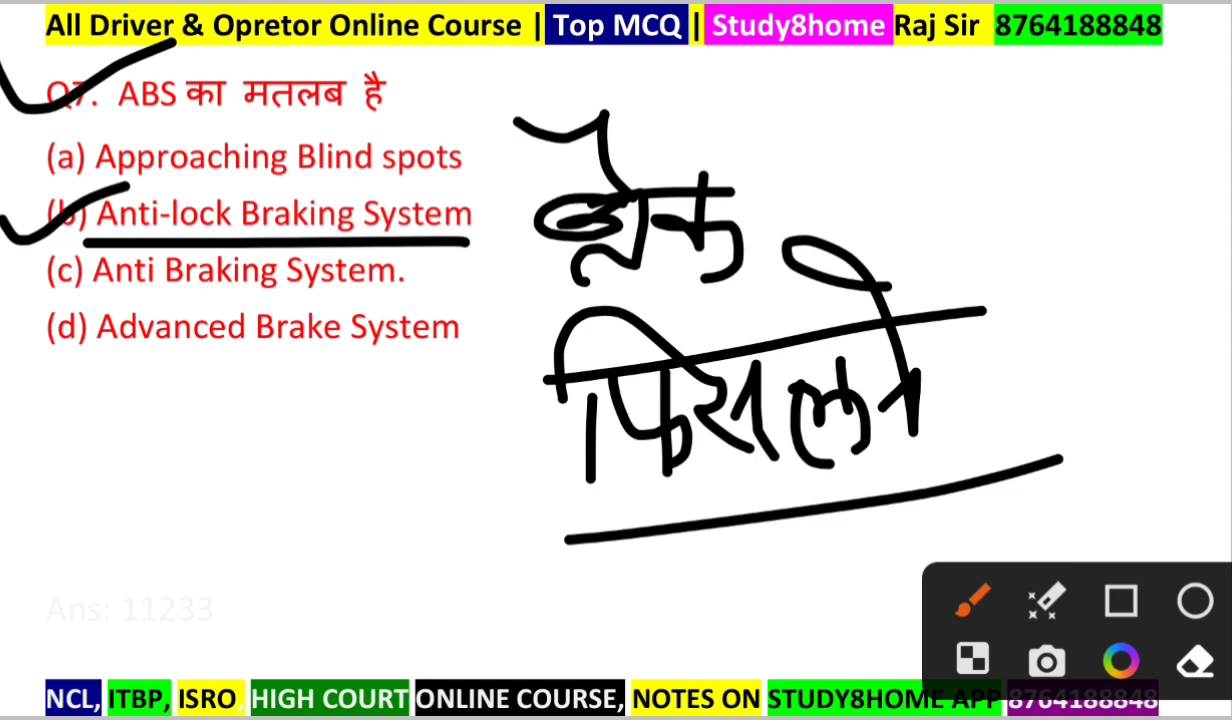 All Driver & Opretor Online Course | Top MCQ | Study8home Raj Sir 8764188848
Q7. ABS का मतलब है
(a) Approaching Blind spots
(b) Anti-lock Braking System
(c) Anti Braking System.
(d) Advanced Brake System
ब्रेक
Ans: 11233
NCL, ITBP, ISRO, HIGH COURT ONLINE COURSE, NOTES ON STUDY8HOME APP 8764188848